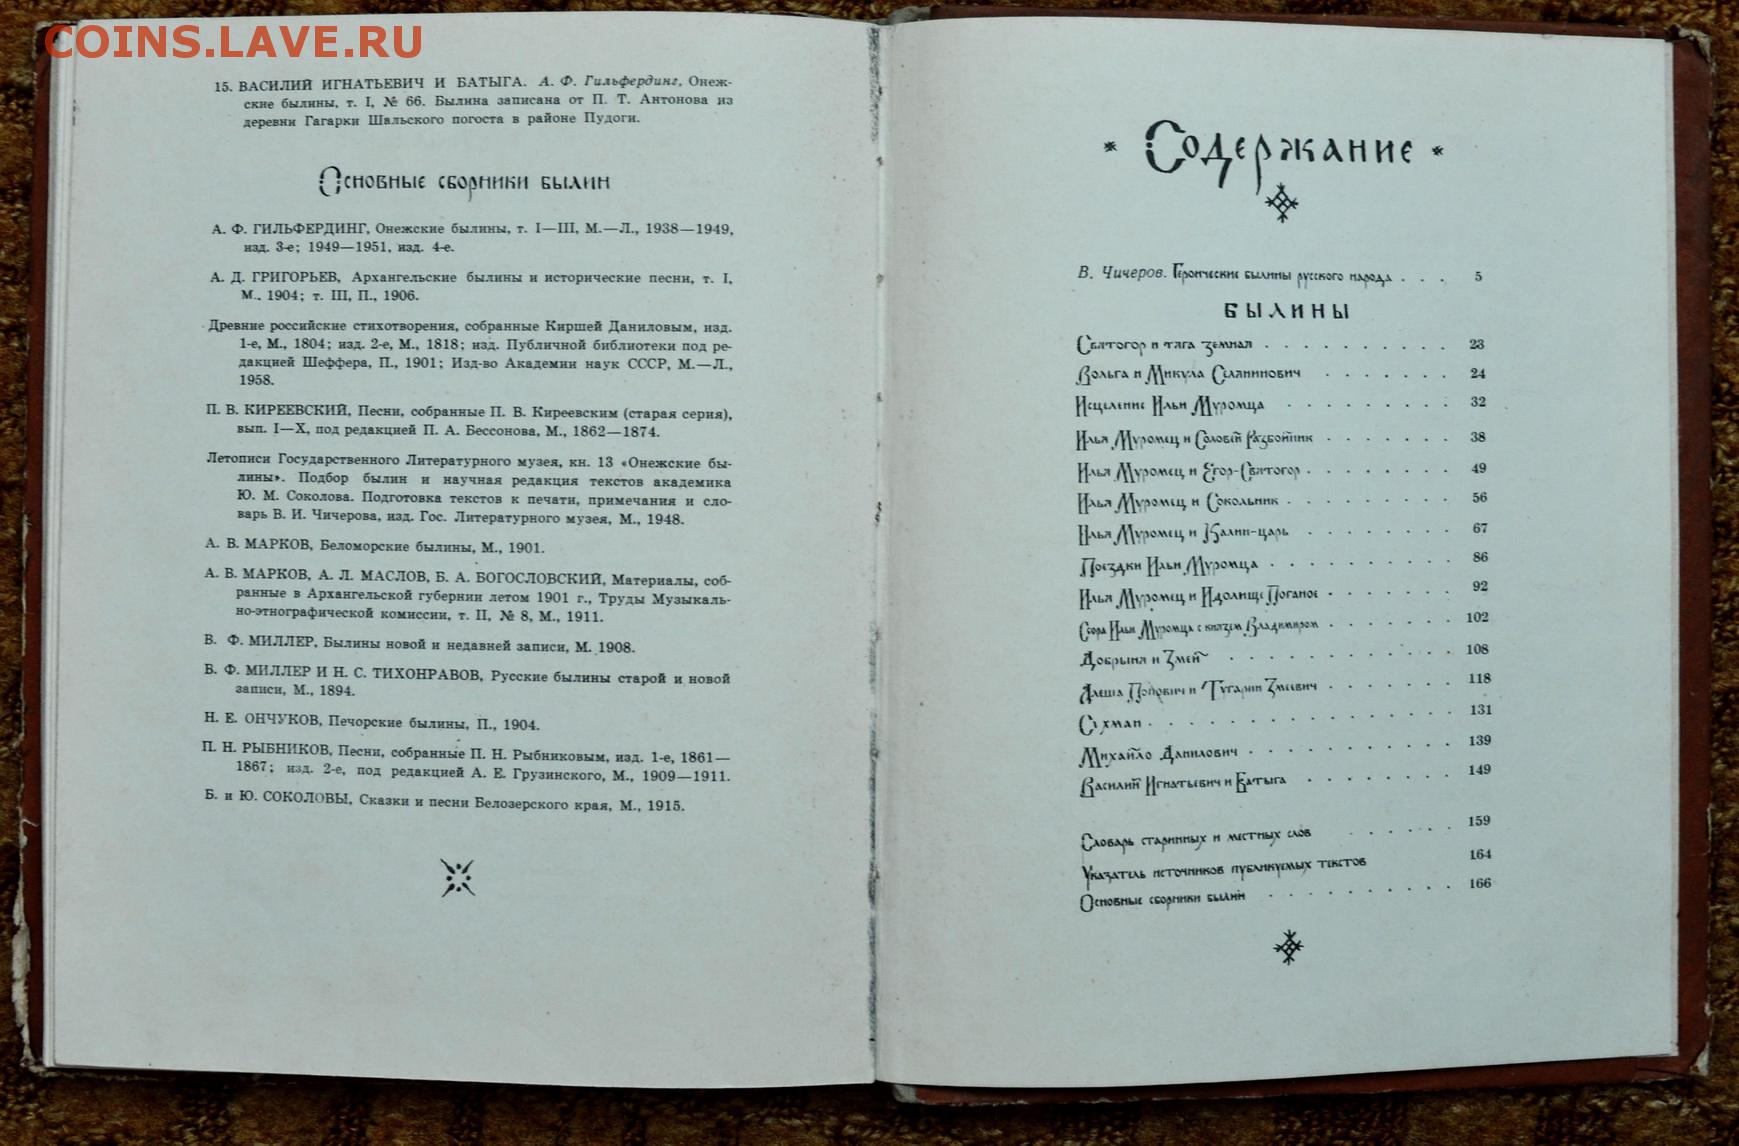 COINS.LAVE.RU
15. ВАСИЛИЙ ИГНАТЬЕВИЧ И БАТЫГА. А. Ф. Гильфердинг, Онеж-
ские былины, т. I, № 66. Былина записана от П. Т. Антонова из
деревни Гагарки Шальского погоста в районе Пудоги.
Основные сборники былин
А. Ф. ГИЛЬФЕРДИНГ, Онежские былины, т. I—III, М.—Л., 1938—1949,
изд. 3-е; 1949—1951, изд. 4-е.
А. Д. ГРИГОРЬЕВ, Архангельские былины и исторические песни, т. I,
М., 1904; т. III, П., 1906.
Древние российские стихотворения, собранные Киршей Даниловым, изд.
1-е, М., 1804; изд. 2-е, М., 1818; изд. Публичной библиотеки под ре-
дакцией Шеффера, П., 1901; Изд-во Академии наук СССР, М.—Л.,
1958.
П. В. КИРЕЕВСКИЙ, Песни, собранные П. В. Киреевским (старая серия),
вып. I—X, под редакцией П. А. Бессонова, М., 1862—1874.
Летописи Государственного Литературного музея, кн. 13 «Онежские бы-
лины». Подбор былин и научная редакция текстов академика
Ю. М. Соколова. Подготовка текстов к печати, примечания и сло-
варь В. И. Чичерова, изд. Гос. Литературного музея, М., 1948.
А. В. МАРКОВ, Беломорские былины, М., 1901.
А. В. МАРКОВ, А. Л. МАСЛОВ, Б. А. БОГОСЛОВСКИЙ, Материалы, соб-
ранные в Архангельской губернии летом 1901 г., Труды Музыкаль-
но-этнографической комиссии, т. II, № 8, М., 1911.
В. Ф. МИЛЛЕР, Былины новой и недавней записи, М. 1908.
В. Ф. МИЛЛЕР И Н. С. ТИХОНРАВОВ, Русские былины старой и новой
записи, М., 1894.
Н. Е. ОНЧУКОВ, Печорские былины, П., 1904.
П. Н. РЫБНИКОВ, Песни, собранные П. Н. Рыбниковым, изд. 1-е, 1861—
1867; изд. 2-е, под редакцией А. Е. Грузинского, М., 1909—1911.
Б. и Ю. СОКОЛОВЫ, Сказки и песни Белозерского края, М., 1915.
Содержание
В. Чичеров. Героические былины русского народа . . . 5
БЫЛИНЫ
Святогор и тяга земная . . . . . . . . . . 23
Вольга и Микула Селянинович . . . . . . . 24
Исцеление Ильи Муромца . . . . . . . . . 32
Илья Муромец и Соловей Разбойник . . . . . . . 38
Илья Муромец и Егор-Святогор . . . . . . . . 49
Илья Муромец и Сокольник . . . . . . . . . 56
Илья Муромец и Калин-царь . . . . . . . . 67
Поездки Ильи Муромца . . . . . . . . . . 86
Илья Муромец и Идолище Поганое . . . . . . . 92
Ссора Ильи Муромца с князем Владимиром . . . . . . . 102
Добрыня и Змей . . . . . . . . . . . . 108
Алеша Попович и Тугарин Змеевич . . . . . . . 118
Сухман . . . . . . . . . . . . . . . . 131
Михайло Данилович . . . . . . . . . . . 139
Василий Игнатьевич и Батыга . . . . . . . . 149
Словарь старинных и местных слов . . . . . . 159
Указатель источников публикуемых текстов 164
Основные сборники былин . . . . . . . . . . 166